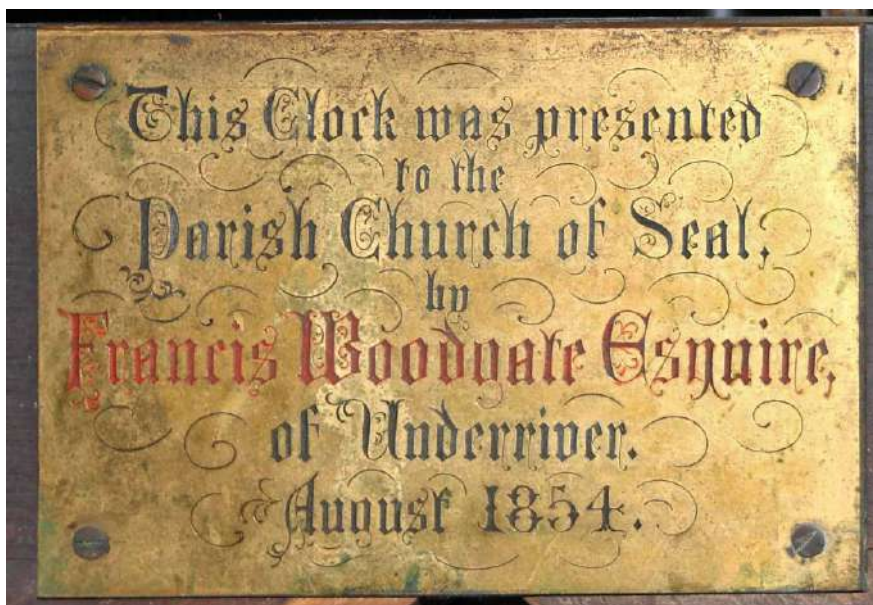 This Clock was presented
to the
Parish Church of Seal,
by
Francis Woodgate Esquire,
of Underriver.
August 1854.